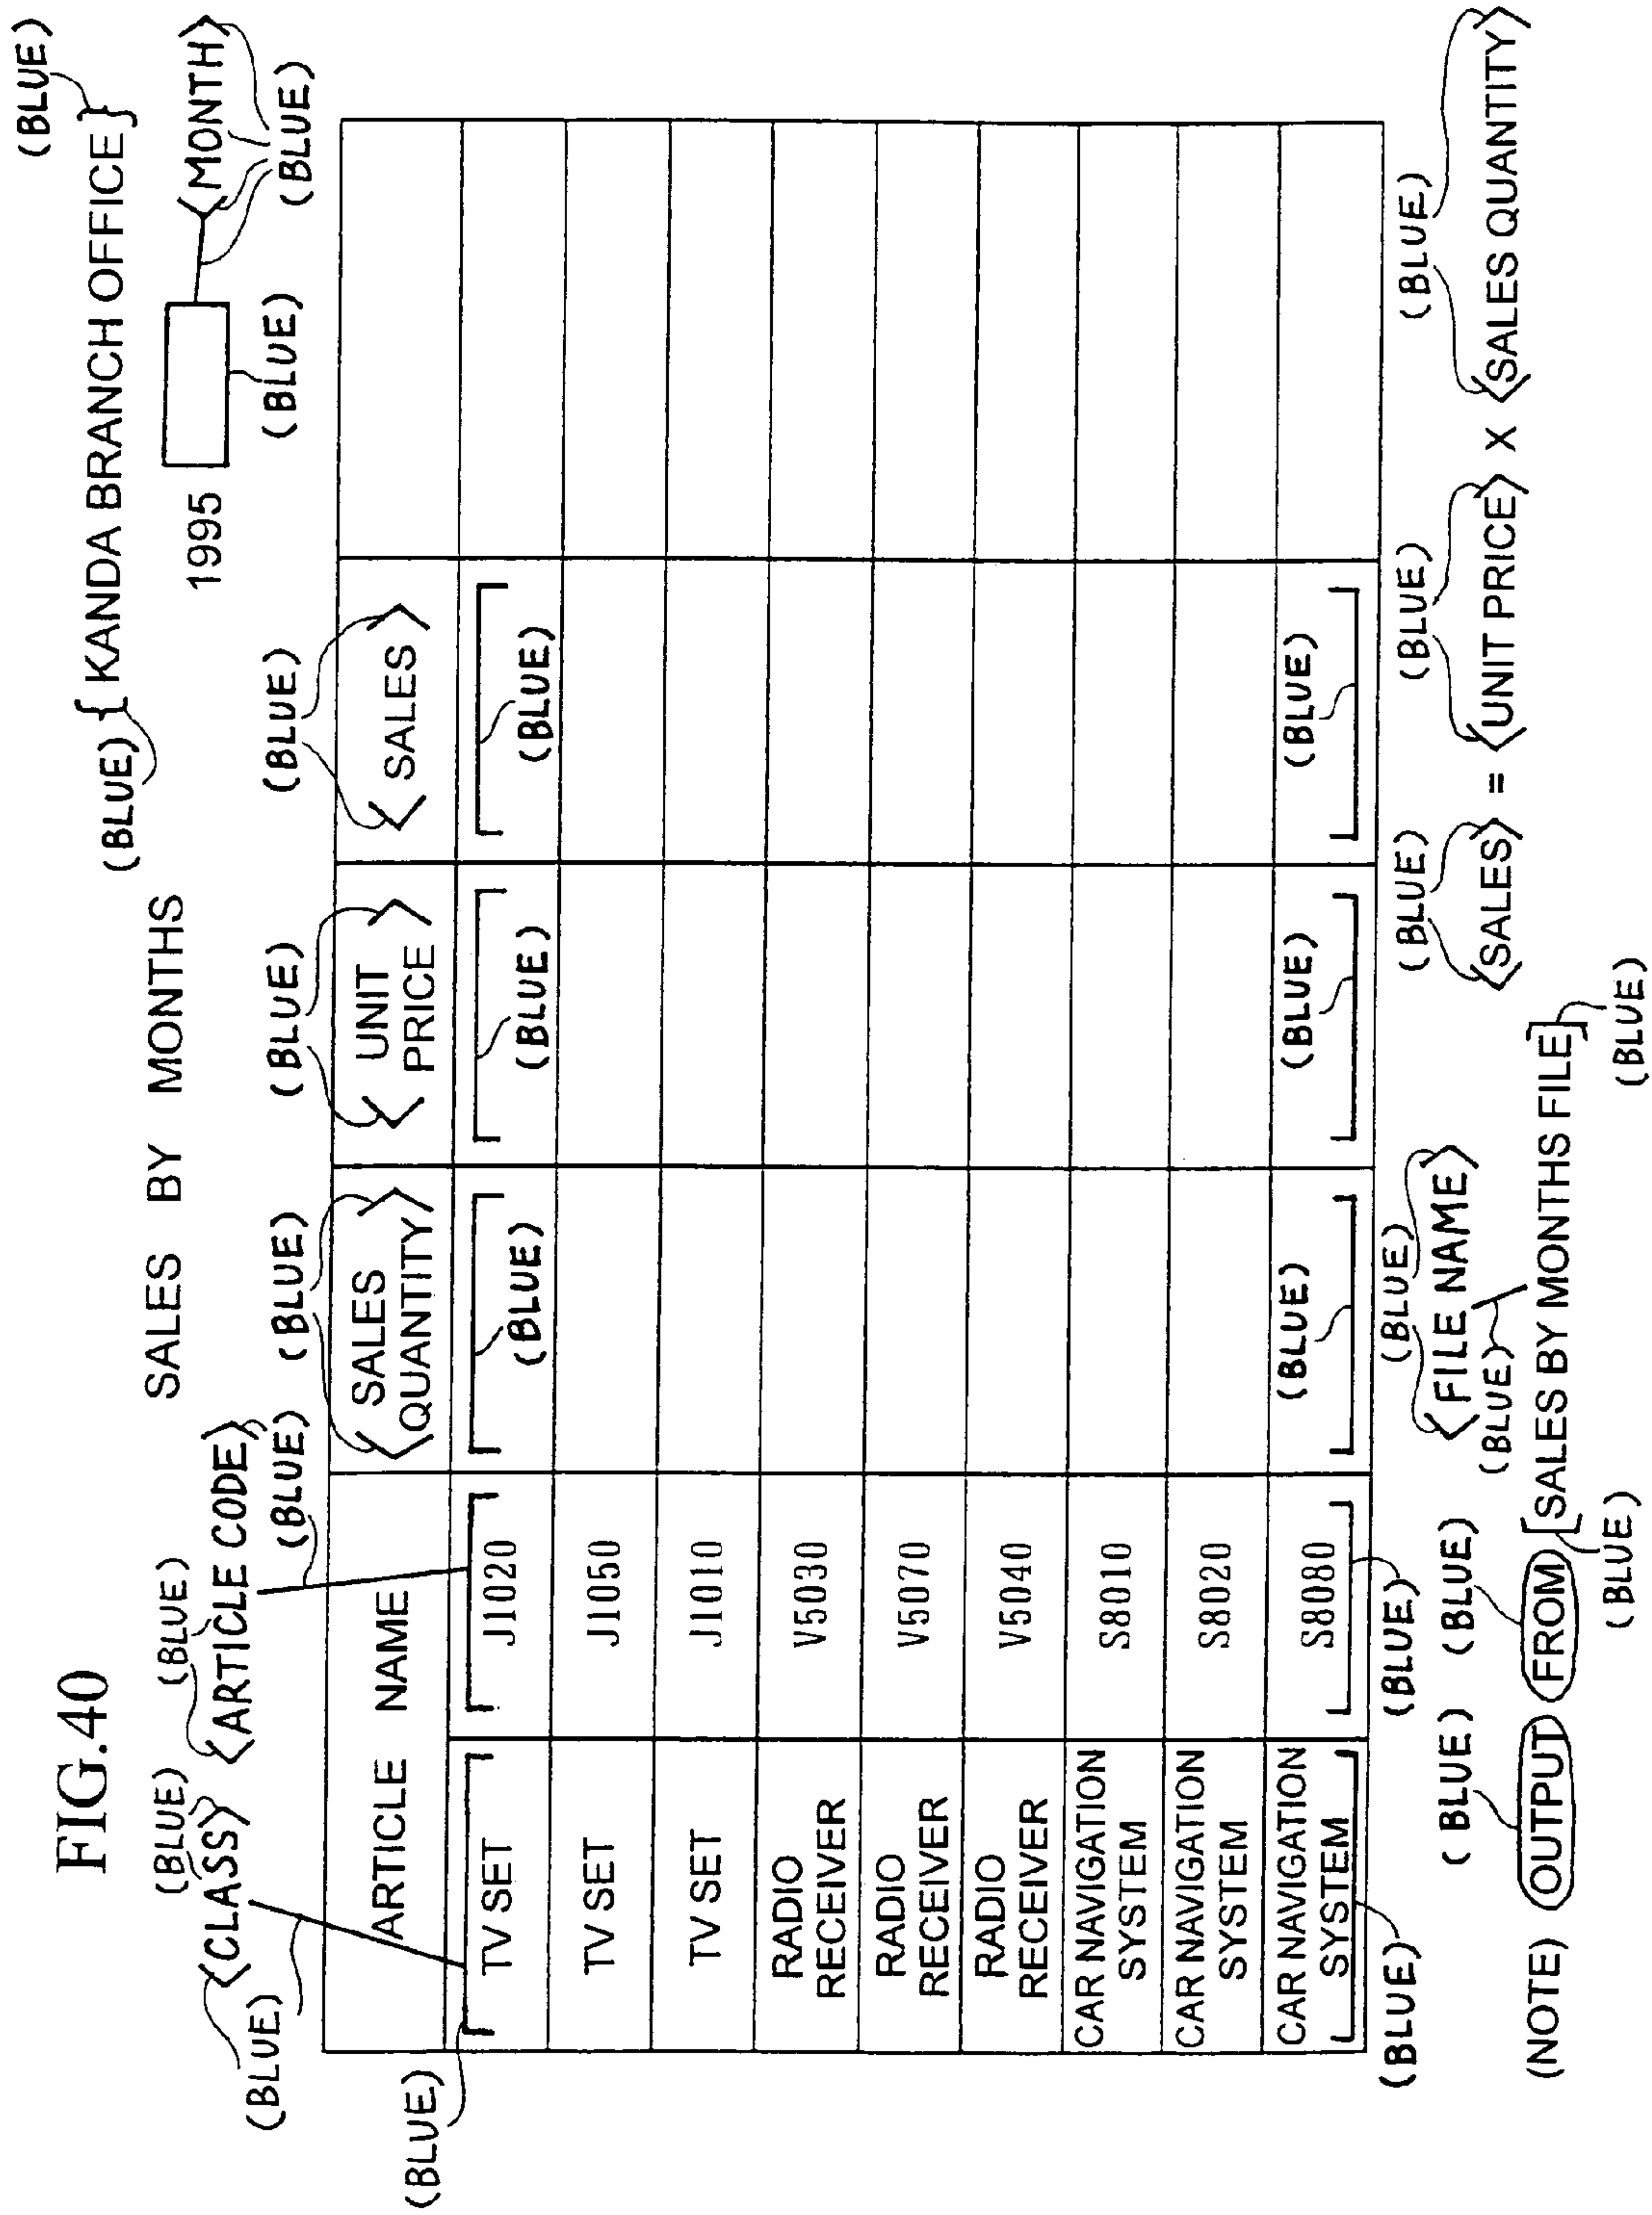 FIG.40
(BLUE)
SALES BY MONTHS
(BLUE) { KANDA BRANCH OFFICE }
1995 <MONTH>
(BLUE) (BLUE)
(BLUE) (BLUE)
(BLUE) <CLASS> <ARTICLE CODE>
(BLUE) (BLUE) (BLUE) (BLUE) (BLUE)
ARTICLE NAME <SALES QUANTITY> <UNIT PRICE> <SALES>
(BLUE)
TV SET J1020 (BLUE) (BLUE) (BLUE)
TV SET J1050
TV SET J1010
RADIO RECEIVER V5030
RADIO RECEIVER V5070
RADIO RECEIVER V5040
CAR NAVIGATION SYSTEM S8010
CAR NAVIGATION SYSTEM S8020
CAR NAVIGATION SYSTEM S8080 (BLUE) (BLUE) (BLUE)
(BLUE) (BLUE) (BLUE) (BLUE) (BLUE) (BLUE)
(BLUE) (BLUE) <FILE NAME>
<SALES> = <UNIT PRICE> X <SALES QUANTITY>
(BLUE)
(NOTE) OUTPUT FROM [SALES BY MONTHS FILE]
(BLUE) (BLUE)